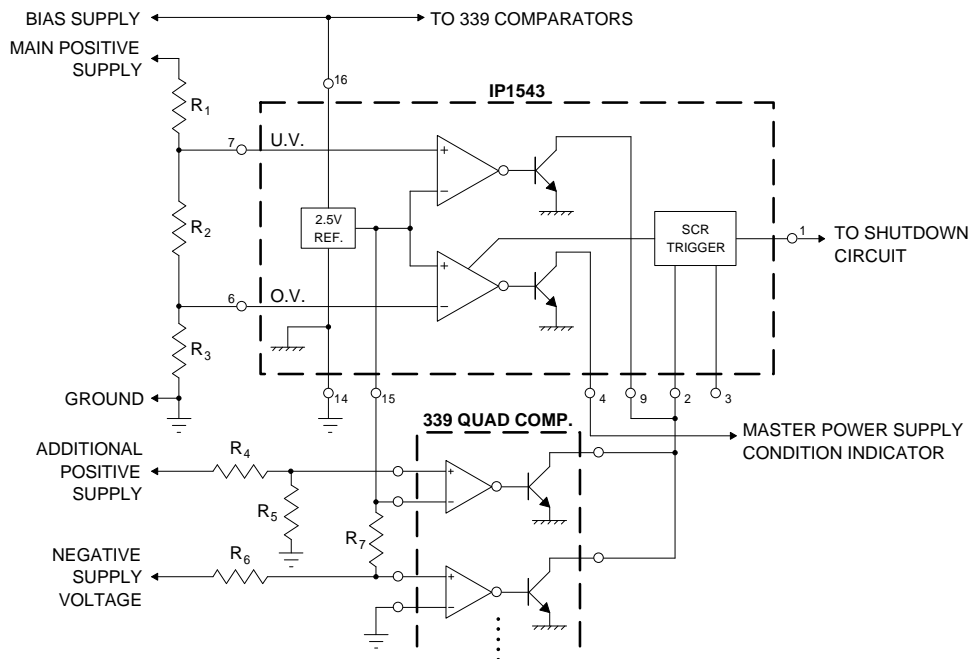 BIAS SUPPLY
TO 339 COMPARATORS
MAIN POSITIVE
SUPPLY
16
IP1543
R1
7
U.V.
+
−
2.5V
REF.
R2
SCR
TRIGGER
1
TO SHUTDOWN
CIRCUIT
+
−
6
O.V.
R3
GROUND
14
15
4
9
2
3
339 QUAD COMP.
MASTER POWER SUPPLY
CONDITION INDICATOR
ADDITIONAL
POSITIVE
SUPPLY
R4
+
−
R5
R7
NEGATIVE
SUPPLY
VOLTAGE
R6
+
−